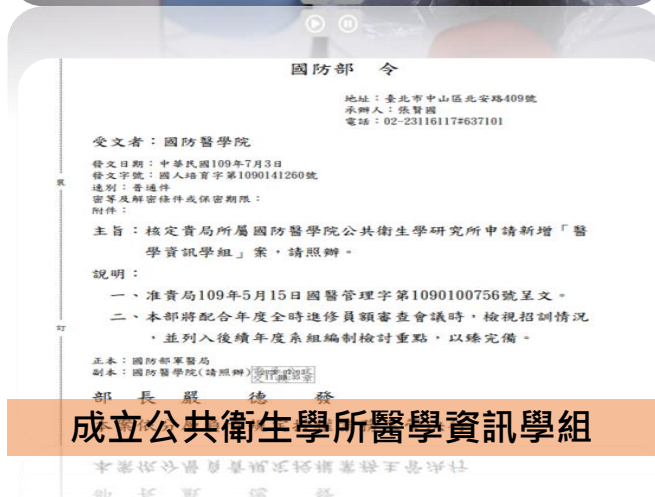 國防部 令
地址：臺北市中山區北安路409號
承辦人：張賢國
電話：02-23116117#637101
受文者：國防醫學院
發文日期：中華民國109年7月3日
發文字號：國人培育字第1090141260號
速別：普通件
密等及解密條件或保密期限：
附件：
裝
主旨：核定貴局所屬國防醫學院公共衛生學研究所申請新增「醫
學資訊學組」案，請照辦。
說明：
一、准貴局109年5月15日國醫管理字第1090100756號呈文。
二、本部將配合年度全時進修員額審查會議時，檢視招訓情況
，並列入後續年度系組編制檢討重點，以臻完備。
訂
正本：國防部軍醫局
副本：國防醫學院(請照辦)
部 長 嚴 德 發
成立公共衛生學所醫學資訊學組